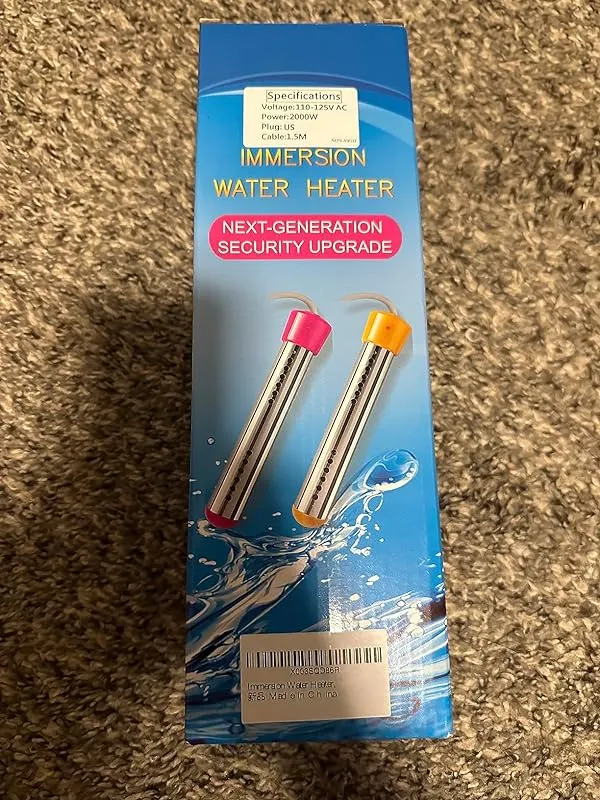 Specifications
Voltage:110-125V AC
Power:2000W
Plug: US
Cable:1.5M
IMMERSION
WATER HEATER
NEXT-GENERATION
SECURITY UPGRADE
Immersion Water Heater,
Made in China